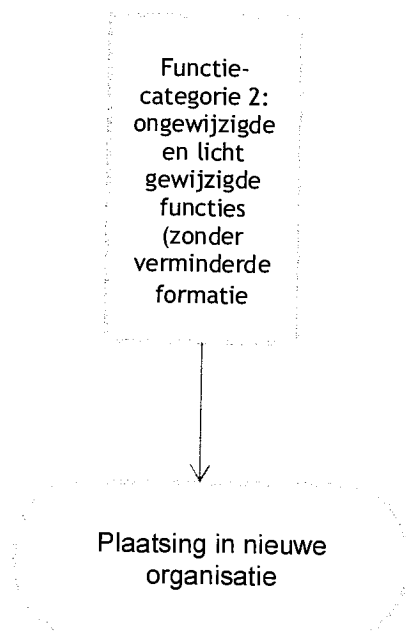 Functie-
categorie 2:
ongewijzigde
en licht
gewijzigde
functies
(zonder
verminderde
formatie
Plaatsing in nieuwe
organisatie